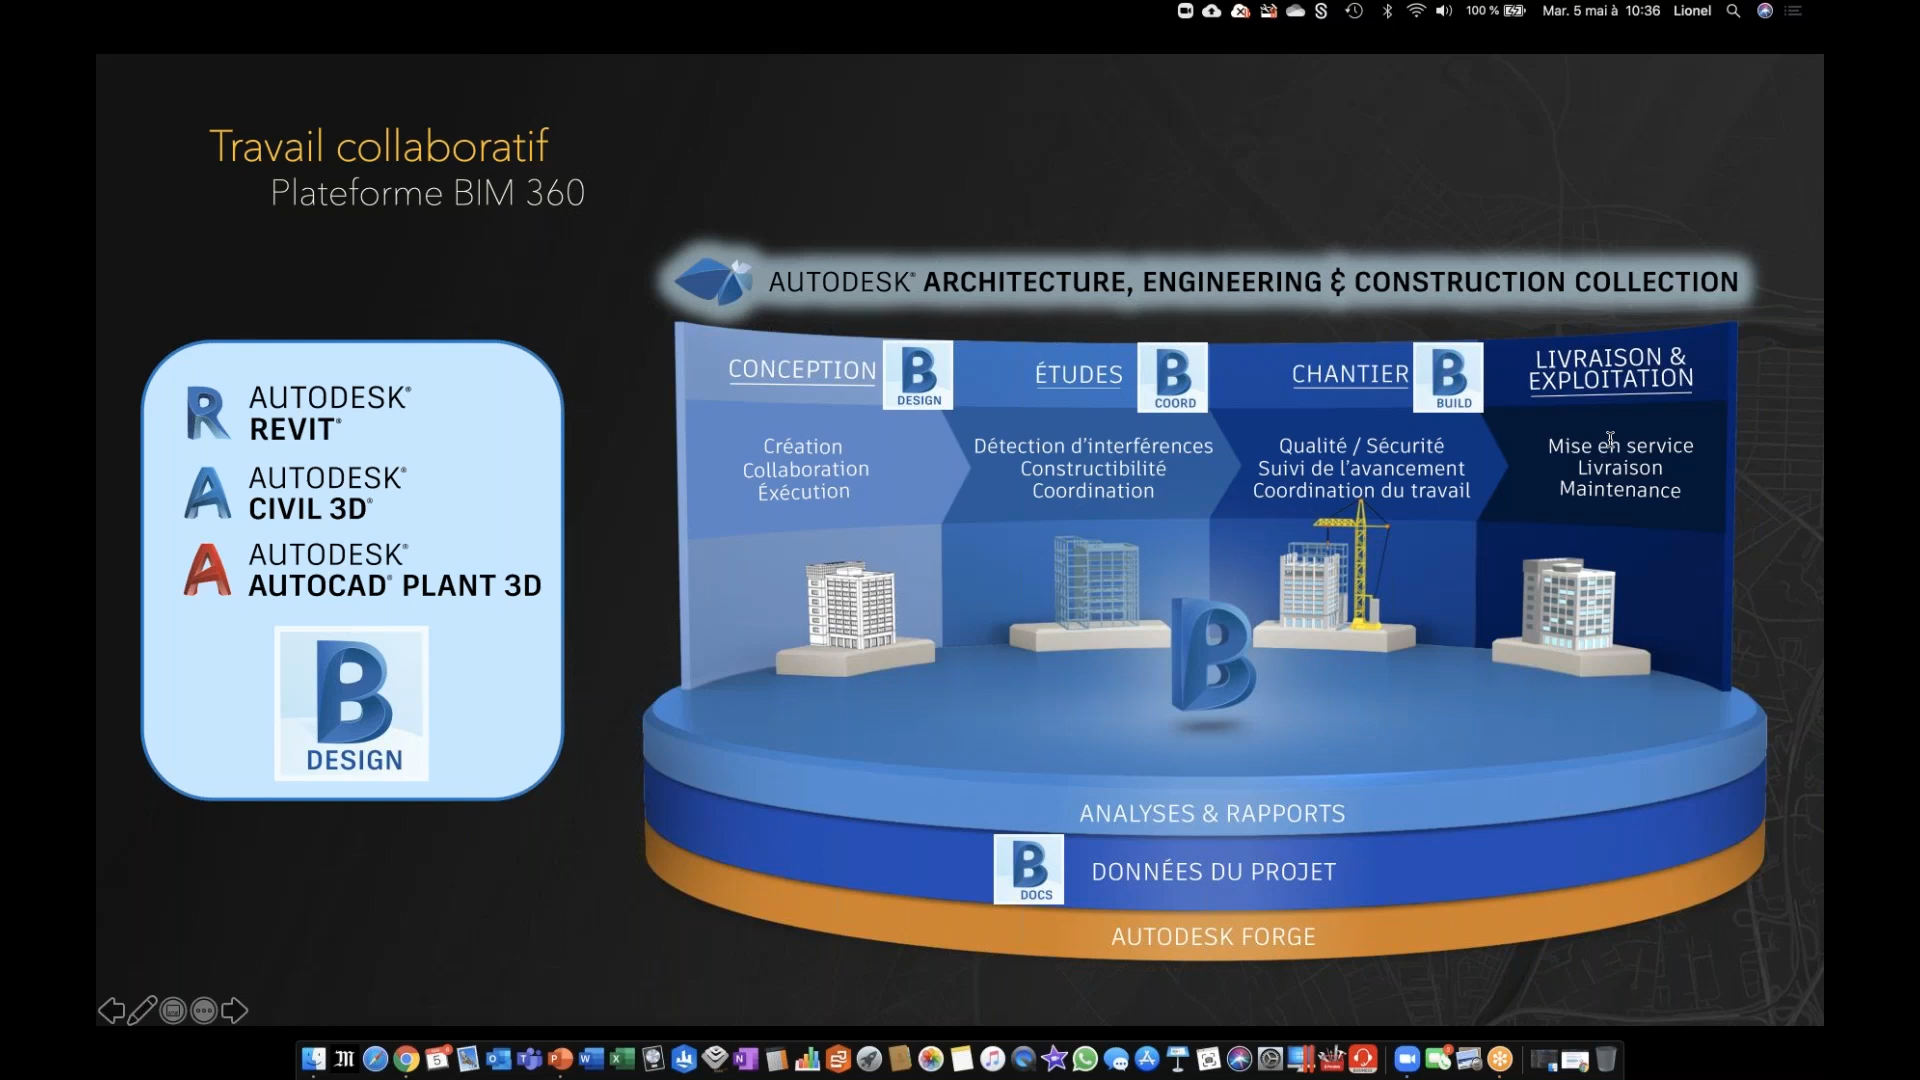 100 % Mar. 5 mai à 10:36 Lionel
Travail collaboratif
Plateforme BIM 360
AUTODESK® ARCHITECTURE, ENGINEERING & CONSTRUCTION COLLECTION
AUTODESK®
REVIT®
AUTODESK®
CIVIL 3D®
AUTODESK®
AUTOCAD® PLANT 3D
DESIGN
CONCEPTION
DESIGN
Création
Collaboration
Éxécution
ÉTUDES
COORD
Détection d'interférences
Constructibilité
Coordination
CHANTIER
BUILD
Qualité / Sécurité
Suivi de l'avancement
Coordination du travail
LIVRAISON &
EXPLOITATION
Mise en service
Livraison
Maintenance
ANALYSES & RAPPORTS
DOCS
DONNÉES DU PROJET
AUTODESK FORGE